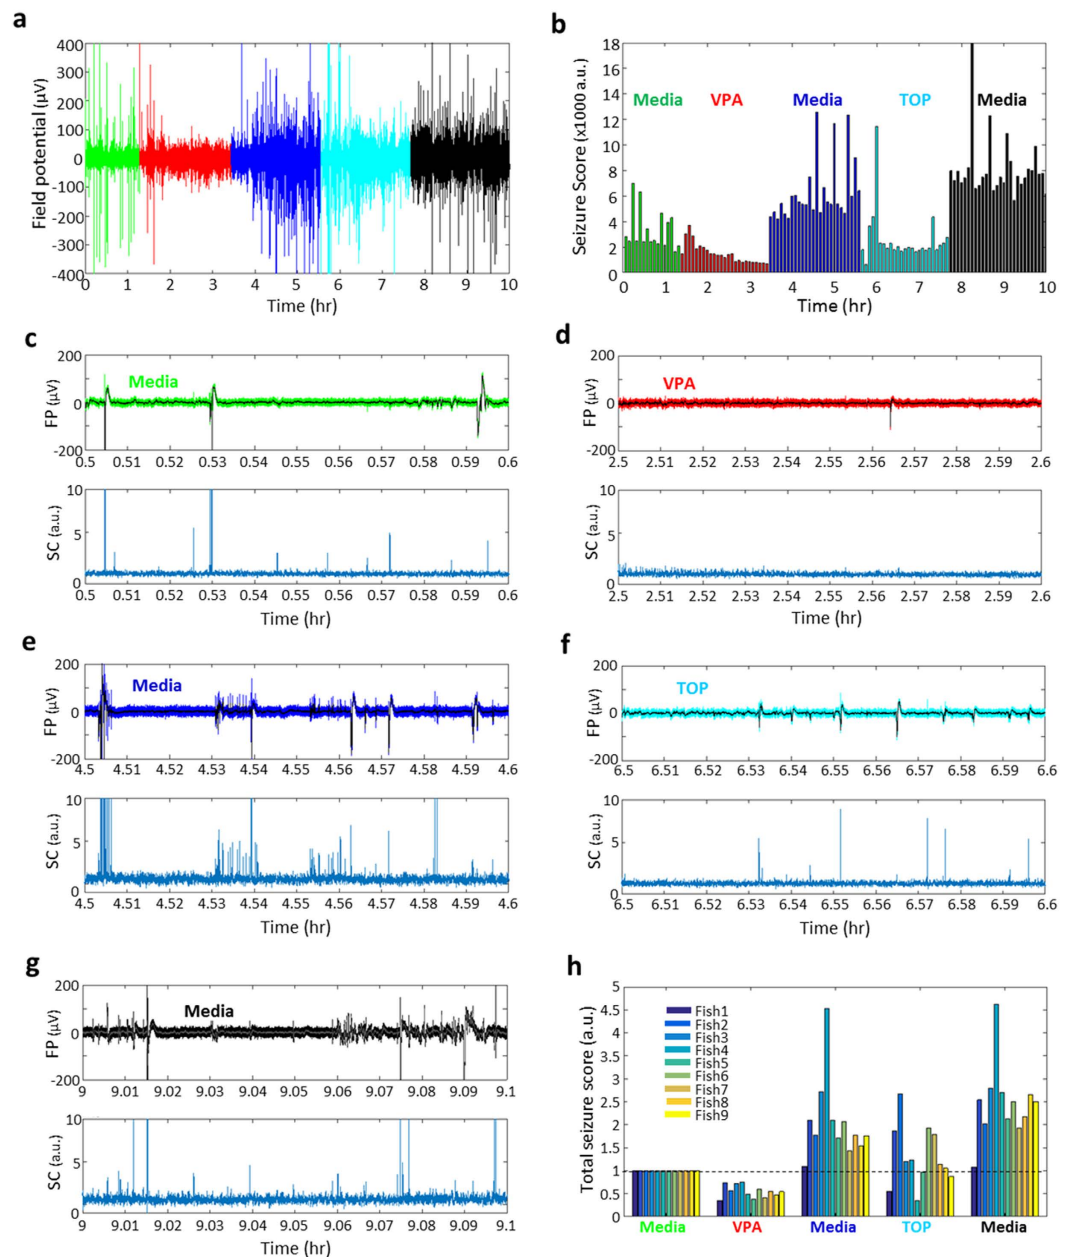 a
400
300
200
100
0
-100
-200
-300
-400
Field potential (µV)
0 1 2 3 4 5 6 7 8 9 10
Time (hr)
b
18
16
14
12
10
8
6
4
2
0
Seizure Score (x1000 a.u.)
Media VPA Media TOP Media
0 1 2 3 4 5 6 7 8 9 10
Time (hr)
c
200
0
-200
FP (µV)
Media
0.5 0.51 0.53 0.54 0.55 0.56 0.57 0.58 0.59 0.6
10
5
0
SC (a.u.)
0.5 0.51 0.53 0.54 0.55 0.56 0.57 0.58 0.59 0.6
Time (hr)
d
200
0
-200
FP (µV)
VPA
2.5 2.51 2.52 2.53 2.54 2.55 2.56 2.57 2.58 2.59 2.6
10
5
0
SC (a.u.)
2.5 2.51 2.52 2.53 2.54 2.55 2.56 2.57 2.58 2.59 2.6
Time (hr)
e
200
0
-200
FP (µV)
Media
4.5 4.51 4.52 4.53 4.54 4.55 4.56 4.57 4.58 4.59 4.6
10
5
0
SC (a.u.)
4.5 4.51 4.52 4.53 4.54 4.55 4.56 4.57 4.58 4.59 4.6
Time (hr)
f
200
0
-200
FP (µV)
TOP
6.5 6.51 6.52 6.53 6.54 6.55 6.56 6.57 6.58 6.59 6.6
10
5
0
SC (a.u.)
6.5 6.51 6.52 6.53 6.54 6.55 6.56 6.57 6.58 6.59 6.6
Time (hr)
g
200
0
-200
FP (µV)
Media
9 9.01 9.02 9.03 9.04 9.05 9.06 9.07 9.08 9.09 9.1
10
5
0
SC (a.u.)
9 9.01 9.02 9.03 9.04 9.05 9.06 9.07 9.08 9.09 9.1
Time (hr)
h
5
4.5
4
3.5
3
2.5
2
1.5
1
0.5
0
Total seizure score (a.u.)
Fish1
Fish2
Fish3
Fish4
Fish5
Fish6
Fish7
Fish8
Fish9
Media VPA Media TOP Media